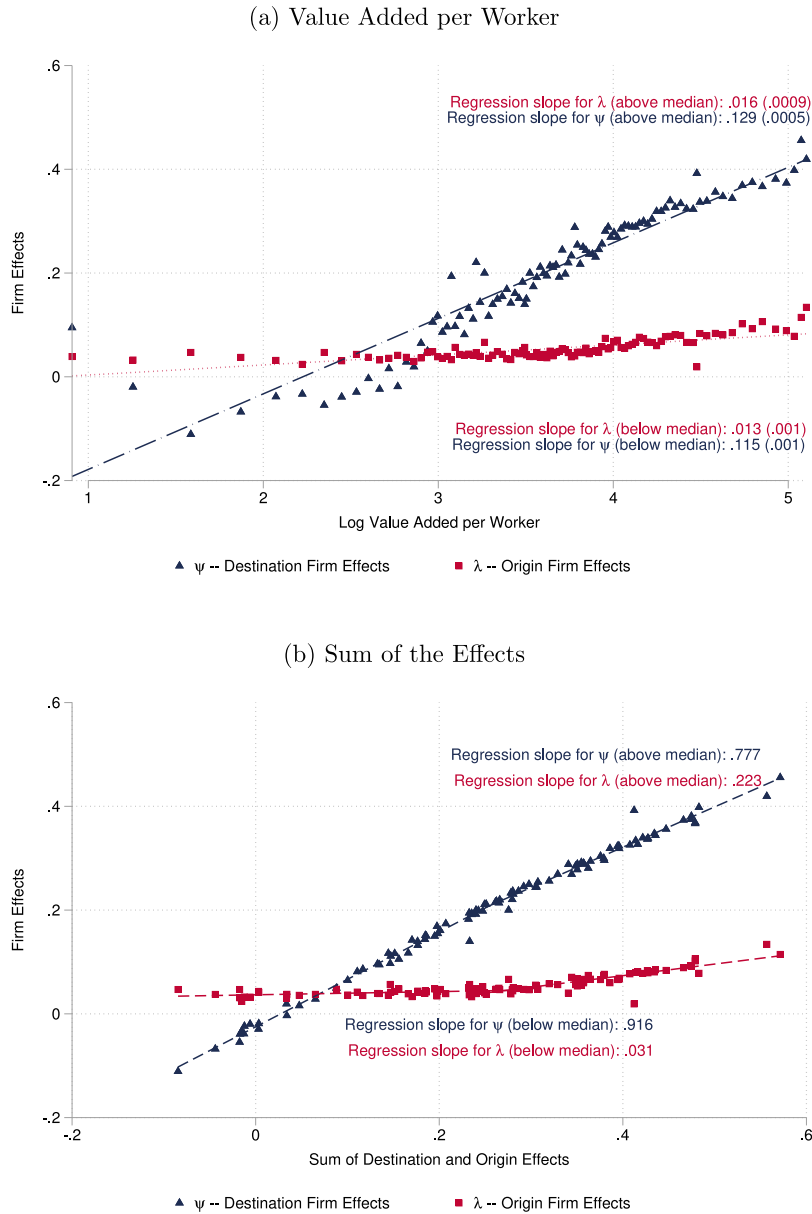 (a) Value Added per Worker
.6
.4
.2
0
-.2
Firm Effects
Regression slope for λ (above median): .016 (.0009)
Regression slope for ψ (above median): .129 (.0005)
Regression slope for λ (below median): .013 (.001)
Regression slope for ψ (below median): .115 (.001)
1 2 3 4 5
Log Value Added per Worker
ψ -- Destination Firm Effects λ -- Origin Firm Effects
(b) Sum of the Effects
.6
.4
.2
0
-.2
Firm Effects
Regression slope for ψ (above median): .777
Regression slope for λ (above median): .223
Regression slope for ψ (below median): .916
Regression slope for λ (below median): .031
-.2 0 .2 .4 .6
Sum of Destination and Origin Effects
ψ -- Destination Firm Effects λ -- Origin Firm Effects